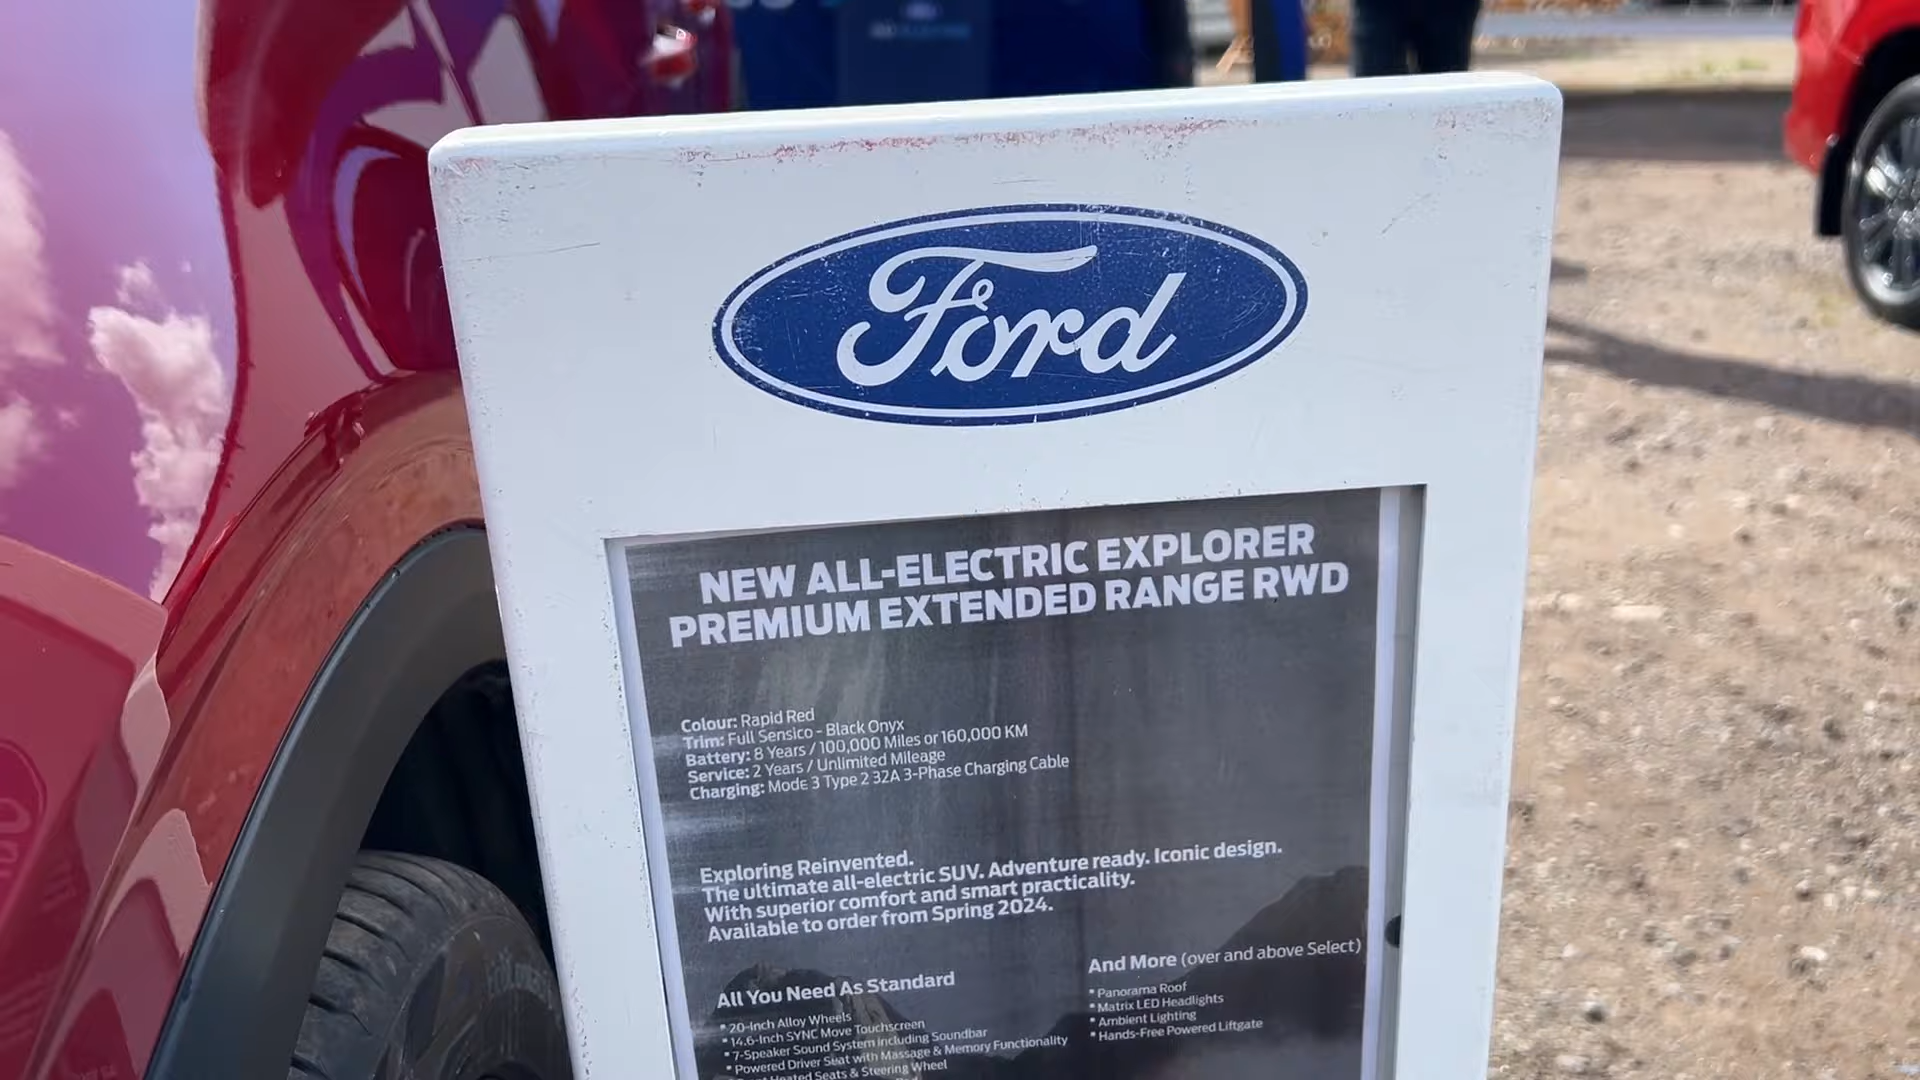 Ford
NEW ALL-ELECTRIC EXPLORER
PREMIUM EXTENDED RANGE RWD
Colour: Rapid Red
Trim: Full Sensico - Black Onyx
Battery: 8 Years / 100,000 Miles or 160,000 KM
Service: 2 Years / Unlimited Mileage
Charging: Mode 3 Type 2 32A 3-Phase Charging Cable
Exploring Reinvented.
The ultimate all-electric SUV. Adventure ready. Iconic design.
With superior comfort and smart practicality.
Available to order from Spring 2024.
All You Need As Standard
* 20-Inch Alloy Wheels
* 14.6-Inch SYNC Move Touchscreen
* 7-Speaker Sound System including Soundbar
* Powered Driver Seat with Massage & Memory Functionality
Heated Seats & Steering Wheel
And More (over and above Select)
* Panorama Roof
* Matrix LED Headlights
* Ambient Lighting
* Hands-Free Powered Liftgate